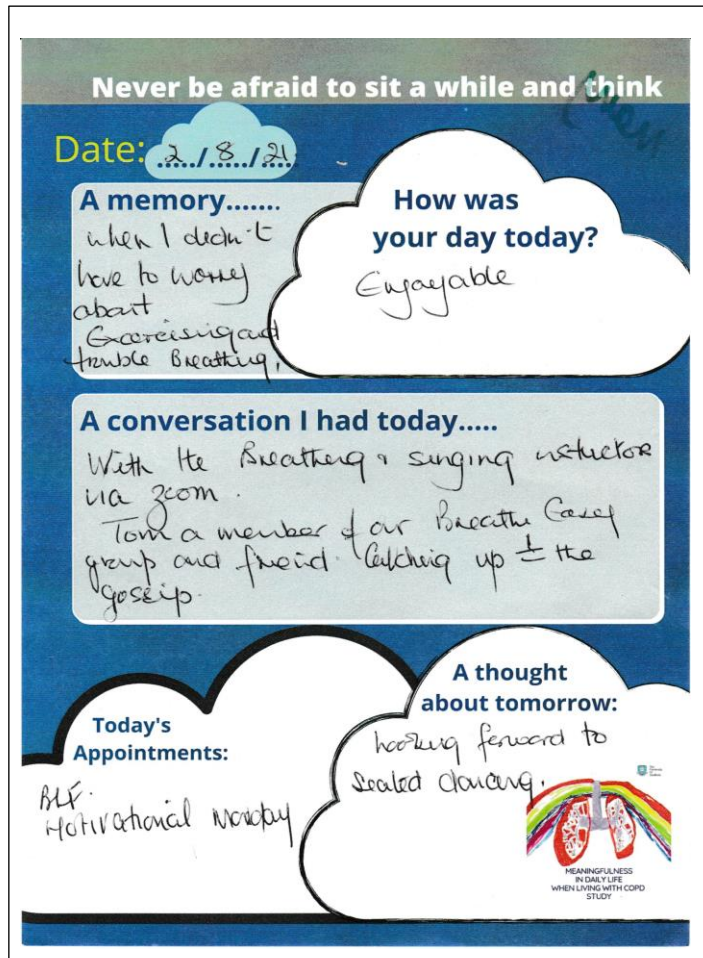 Never be afraid to sit a while and think
Date: 2/8/21
A memory.......
when I didn't
have to worry
about
Exercising and
trouble Breathing.
How was
your day today?
Enjoyable
A conversation I had today.....
With the Breathing & singing instructor
via zoom.
Tom a member of our Breathe Easy
group and friend. Catching up ± the
gossip.
Today's
Appointments:
BLF.
Motivational Monday
A thought
about tomorrow:
Looking forward to
seated dancing.
MEANINGFULNESS
IN DAILY LIFE
WHEN LIVING WITH COPD
STUDY